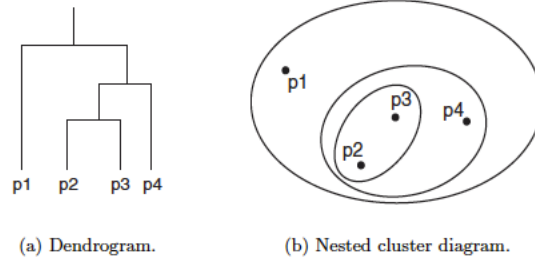 p1 p2 p3 p4
(a) Dendrogram.
p1
p3
p4
p2
(b) Nested cluster diagram.